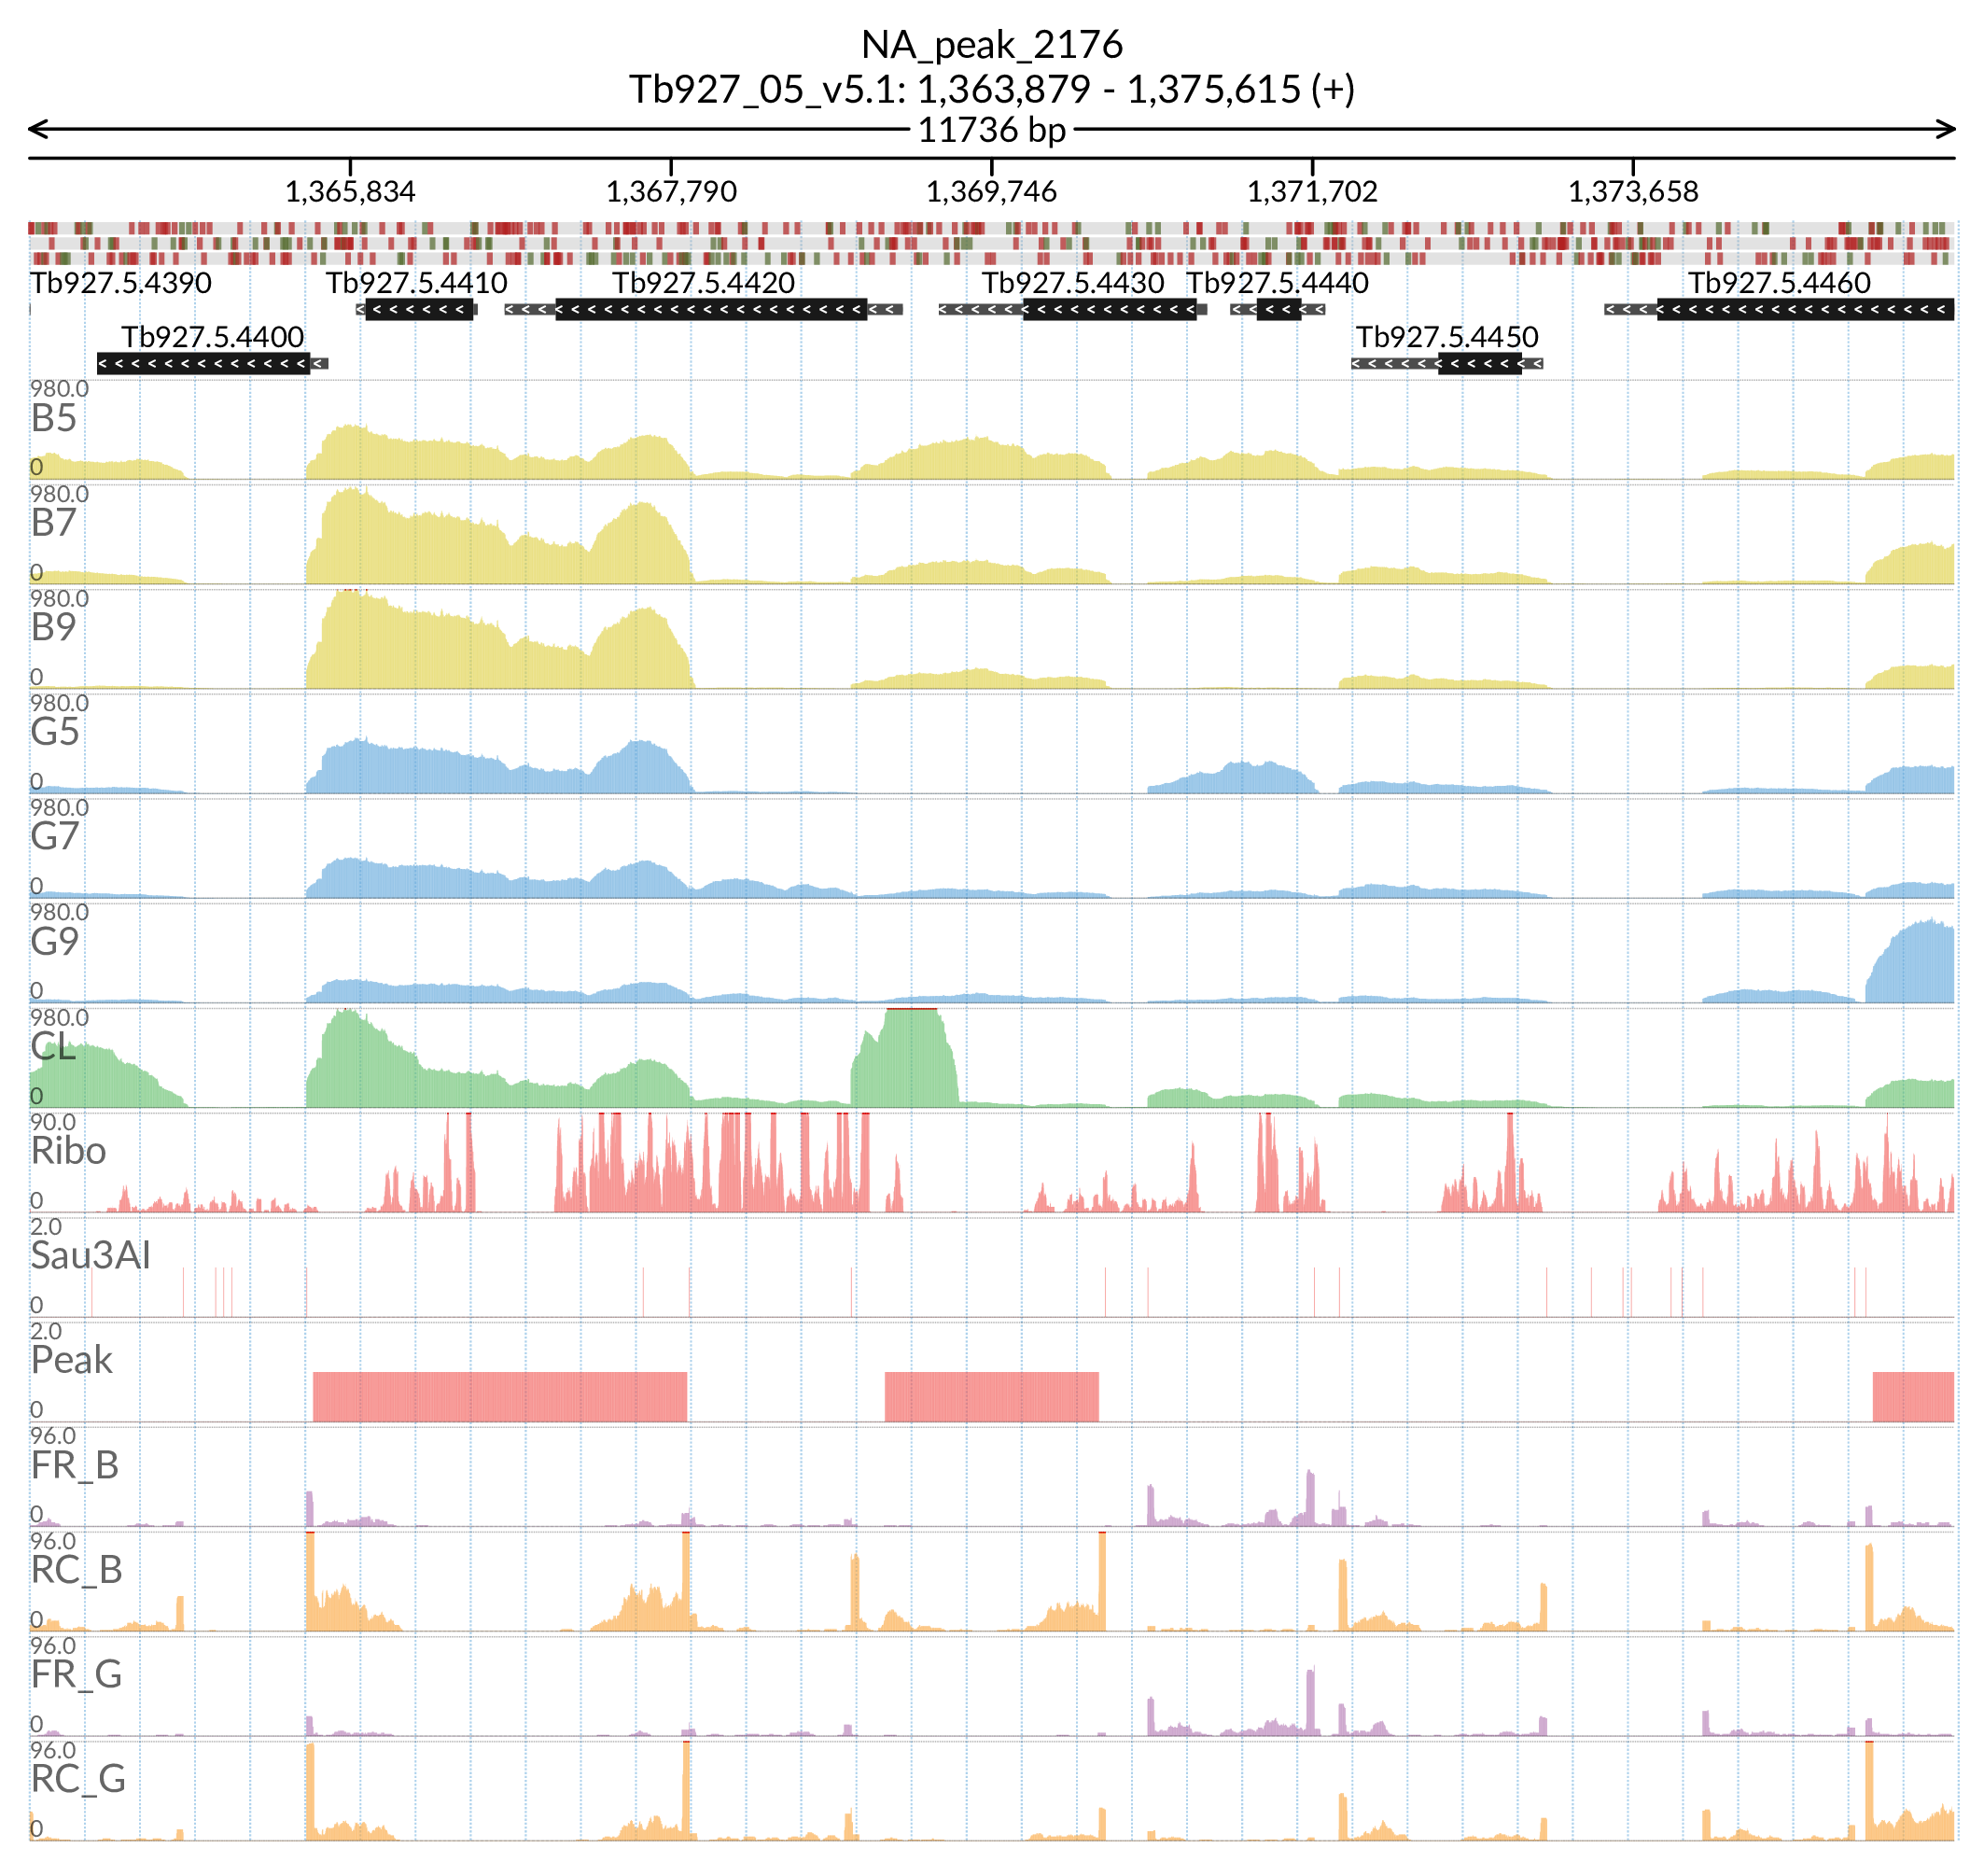 NA_peak_2176
Tb927_05_v5.1: 1,363,879 - 1,375,615 (+)
11736 bp
1,365,834 1,367,790 1,369,746 1,371,702 1,373,658
Tb927.5.4390 Tb927.5.4410 Tb927.5.4420 Tb927.5.4430 Tb927.5.4440 Tb927.5.4460
Tb927.5.4400 Tb927.5.4450
980.0
B5
0
980.0
B7
0
980.0
B9
0
980.0
G5
0
980.0
G7
0
980.0
G9
0
980.0
CL
0
90.0
Ribo
0
2.0
Sau3AI
0
2.0
Peak
0
96.0
FR_B
0
96.0
RC_B
0
96.0
FR_G
0
96.0
RC_G
0